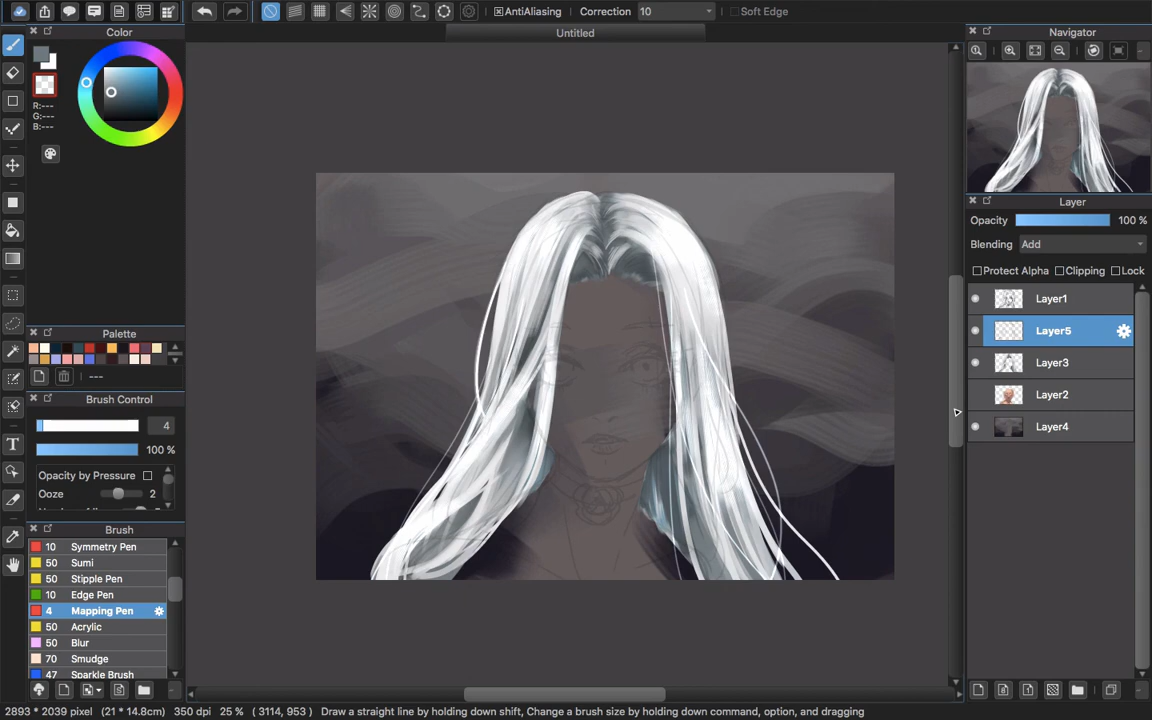 AntiAliasing Correction 10 Soft Edge
Color
Untitled
Navigator
R:---
G:---
B:---
Layer
Opacity 100 %
Blending Add
Protect Alpha Clipping Lock
Layer1
Layer5
Layer3
Layer2
Layer4
Palette
---
Brush Control
4
100 %
Opacity by Pressure
Ooze 2
Brush
10 Symmetry Pen
50 Sumi
50 Stipple Pen
10 Edge Pen
4 Mapping Pen
50 Acrylic
50 Blur
70 Smudge
47 Sparkle Brush
2893 * 2039 pixel (21 * 14.8cm) 350 dpi 25 % ( 3114, 953 ) Draw a straight line by holding down shift, Change a brush size by holding down command, option, and dragging